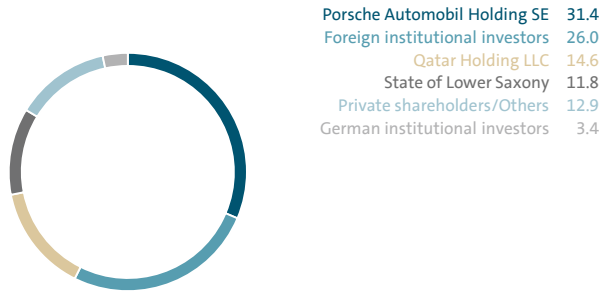 Porsche Automobil Holding SE 31.4
Foreign institutional investors 26.0
Qatar Holding LLC 14.6
State of Lower Saxony 11.8
Private shareholders/Others 12.9
German institutional investors 3.4